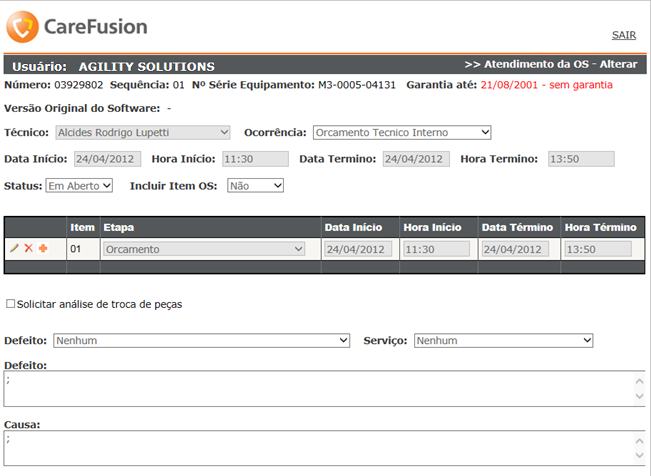 CareFusion
SAIR
Usuário: AGILITY SOLUTIONS >> Atendimento da OS - Alterar
Número: 03929802 Sequência: 01 Nº Série Equipamento: M3-0005-04131 Garantia até: 21/08/2001 - sem garantia
Versão Original do Software: -
Técnico: Alcides Rodrigo Lupetti Ocorrência: Orcamento Tecnico Interno
Data Início: 24/04/2012 Hora Início: 11:30 Data Termino: 24/04/2012 Hora Termino: 13:50
Status: Em Aberto Incluir Item OS: Não
Item Etapa Data Início Hora Início Data Término Hora Término
01 Orcamento 24/04/2012 11:30 24/04/2012 13:50
Solicitar análise de troca de peças
Defeito: Nenhum Serviço: Nenhum
Defeito:
;
Causa:
;